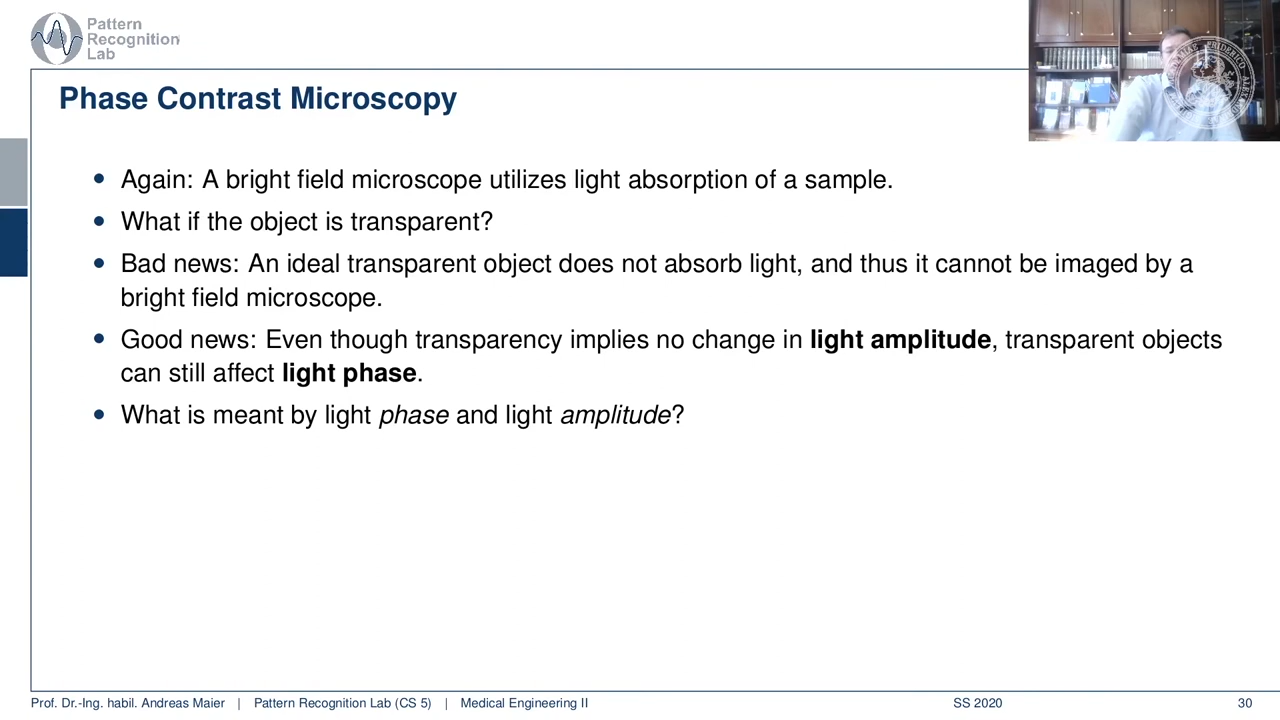 Pattern
Recognition
Lab
Phase Contrast Microscopy
Again: A bright field microscope utilizes light absorption of a sample.
What if the object is transparent?
Bad news: An ideal transparent object does not absorb light, and thus it cannot be imaged by a
bright field microscope.
Good news: Even though transparency implies no change in light amplitude, transparent objects
can still affect light phase.
What is meant by light phase and light amplitude?
Prof. Dr.-Ing. habil. Andreas Maier | Pattern Recognition Lab (CS 5) | Medical Engineering II SS 2020 30